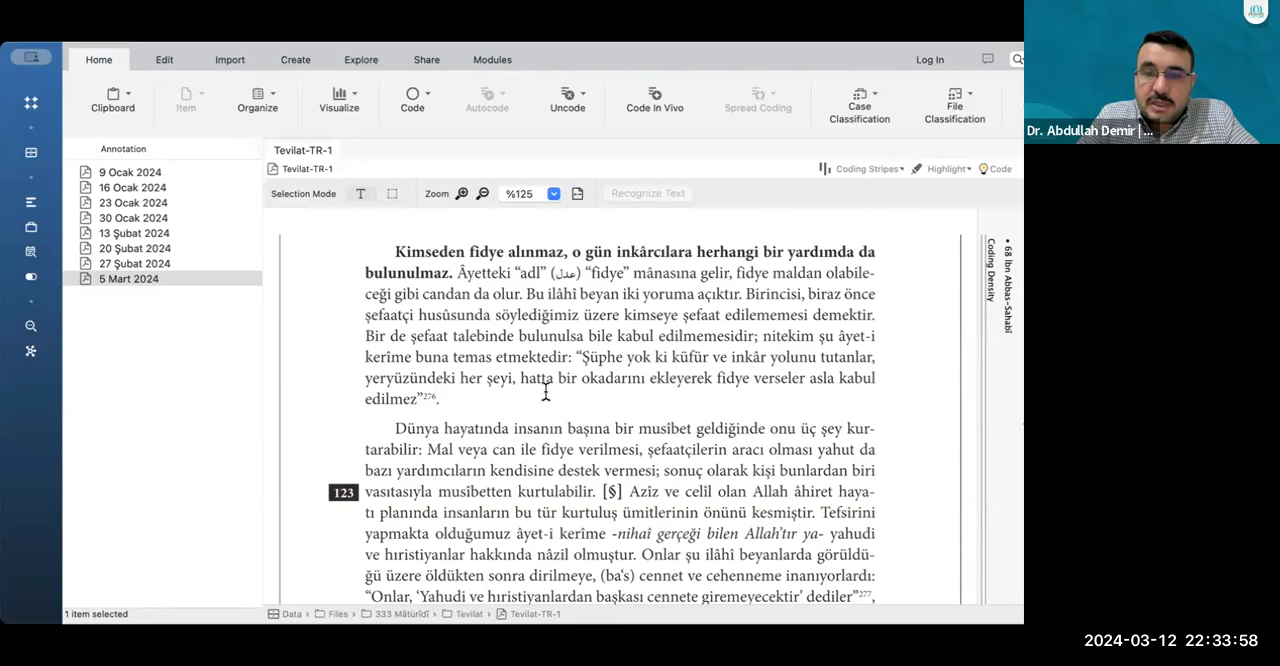 Home Edit Import Create Explore Share Modules Log In
Clipboard Item Organize Visualize Code Autocode Uncode Code In Vivo Spread Coding Case Classification File Classification
Annotation
9 Ocak 2024
16 Ocak 2024
23 Ocak 2024
30 Ocak 2024
13 Şubat 2024
20 Şubat 2024
27 Şubat 2024
5 Mart 2024
1 item selected
Tevilat-TR-1
Tevilat-TR-1 Coding Stripes Highlight Code
Selection Mode T Zoom %125 Recognize Text
Kimseden fidye alınmaz, o gün inkârcılara herhangi bir yardımda da
bulunulmaz. Âyetteki “adl” (عدل) “fidye” mânasına gelir, fidye maldan olabile-
ceği gibi candan da olur. Bu ilâhî beyan iki yoruma açıktır. Birincisi, biraz önce
şefaatçi husûsunda söylediğimiz üzere kimseye şefaat edilememesi demektir.
Bir de şefaat talebinde bulunulsa bile kabul edilmemesidir; nitekim şu âyet-i
kerîme buna temas etmektedir: “Şüphe yok ki küfür ve inkâr yolunu tutanlar,
yeryüzündeki her şeyi, hatta bir okadarını ekleyerek fidye verseler asla kabul
edilmez”276.
Dünya hayatında insanın başına bir musîbet geldiğinde onu üç şey kur-
tarabilir: Mal veya can ile fidye verilmesi, şefaatçilerin aracı olması yahut da
bazı yardımcıların kendisine destek vermesi; sonuç olarak kişi bunlardan biri
123 vasıtasıyla musîbetten kurtulabilir. [§] Azîz ve celîl olan Allah âhiret haya-
tı planında insanların bu tür kurtuluş ümitlerinin önünü kesmiştir. Tefsirini
yapmakta olduğumuz âyet-i kerîme -nihaî gerçeği bilen Allah’tır ya- yahudi
ve hıristiyanlar hakkında nâzil olmuştur. Onlar şu ilâhî beyanlarda görüldü-
ğü üzere öldükten sonra dirilmeye, (ba‘s) cennet ve cehenneme inanıyorlardı:
“Onlar, ‘Yahudi ve hıristiyanlardan başkası cennete giremeyecektir’ dediler”277,
Data Files 333 Mâtürîdî Tevilat Tevilat-TR-1
• 68 İbn Abbas-Sahabî
Coding Density
Dr. Abdullah Demir |...
2024-03-12 22:33:58